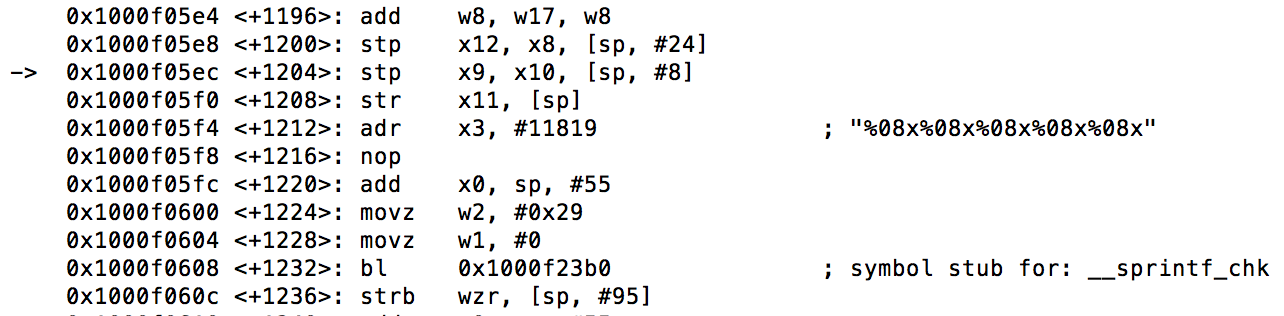 0x1000f05e4 <+1196>: add w8, w17, w8
0x1000f05e8 <+1200>: stp x12, x8, [sp, #24]
-> 0x1000f05ec <+1204>: stp x9, x10, [sp, #8]
0x1000f05f0 <+1208>: str x11, [sp]
0x1000f05f4 <+1212>: adr x3, #11819 ; "%08x%08x%08x%08x%08x"
0x1000f05f8 <+1216>: nop
0x1000f05fc <+1220>: add x0, sp, #55
0x1000f0600 <+1224>: movz w2, #0x29
0x1000f0604 <+1228>: movz w1, #0
0x1000f0608 <+1232>: bl 0x1000f23b0 ; symbol stub for: __sprintf_chk
0x1000f060c <+1236>: strb wzr, [sp, #95]